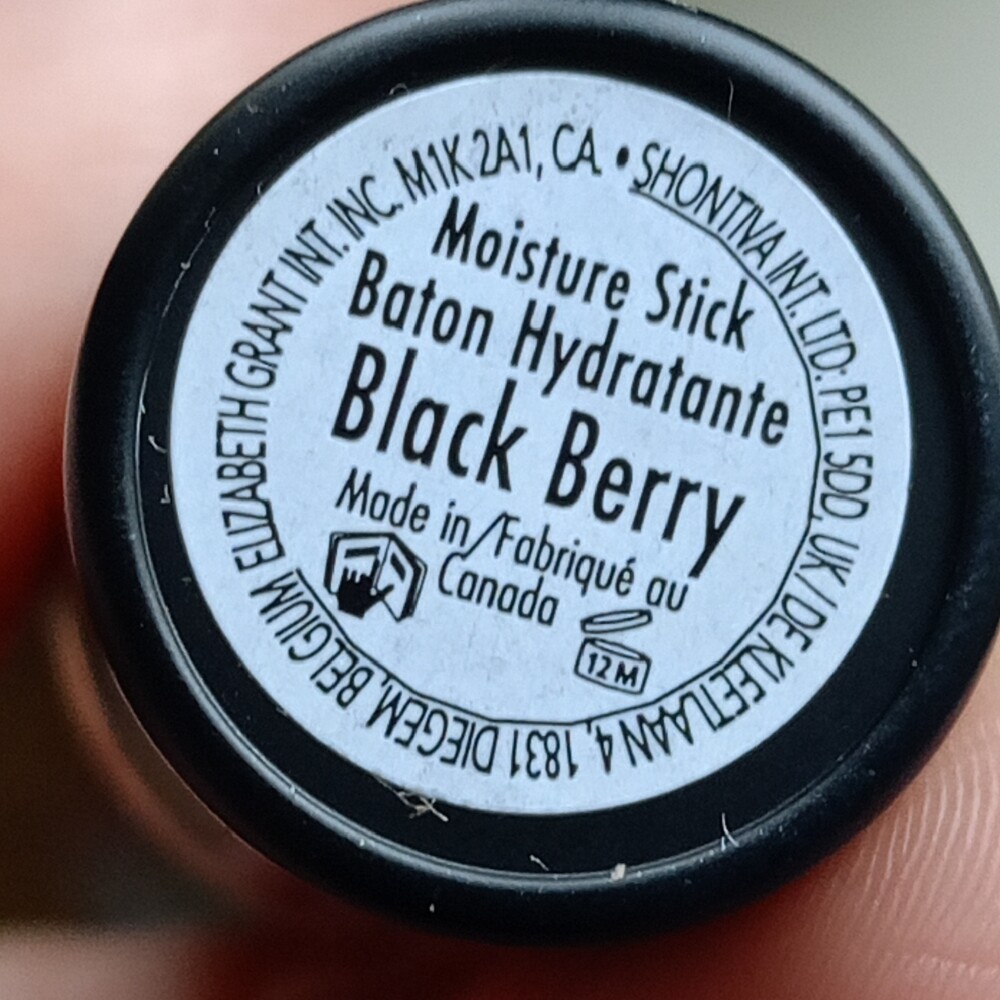 ELIZABETH GRANT INT. INC. M1K 2A1, CA. • SHONTIVA INT. LTD: PE1 5DD, UK / DE KLEETLAAN 4, 1831 DIEGEM, BELGIUM
Moisture Stick
Baton Hydratante
Black Berry
Made in/Fabriqué au
Canada
12 M